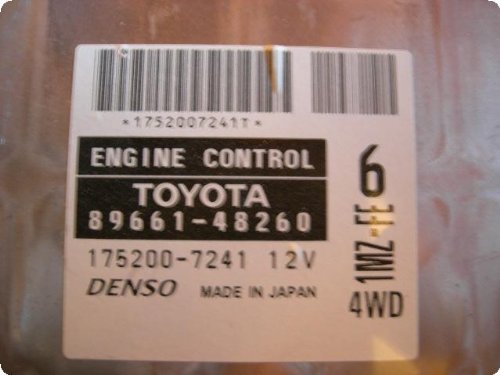 *1752007241T*
ENGINE CONTROL
TOYOTA
89661-48260
175200-7241 12V
DENSO MADE IN JAPAN
6
1MZ-FE
4WD